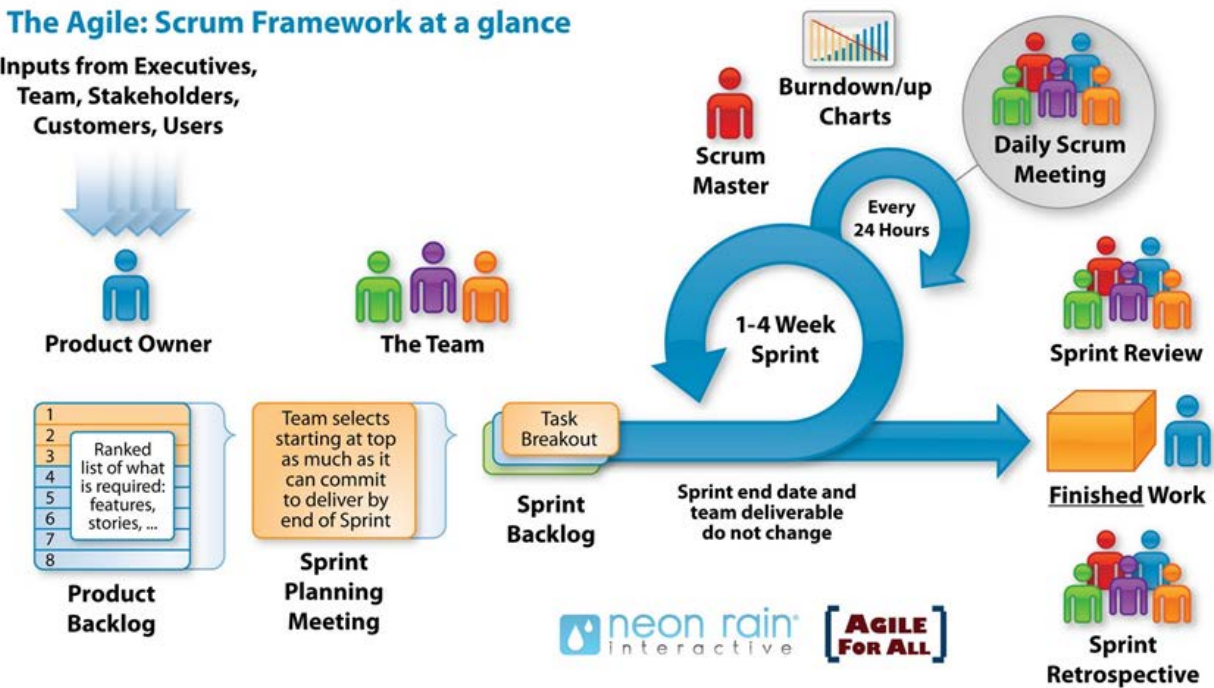 The Agile: Scrum Framework at a glance
Inputs from Executives,
Team, Stakeholders,
Customers, Users
Product Owner
The Team
Scrum
Master
Burndown/up
Charts
Daily Scrum
Meeting
Every
24 Hours
1-4 Week
Sprint
Sprint Review
1
2
3
4
5
6
7
8
Ranked
list of what
is required:
features,
stories, ...
Product
Backlog
Team selects
starting at top
as much as it
can commit
to deliver by
end of Sprint
Sprint
Planning
Meeting
Task
Breakout
Sprint
Backlog
Sprint end date and
team deliverable
do not change
Finished Work
Sprint
Retrospective
neon rain®
interactive
AGILE
FOR ALL